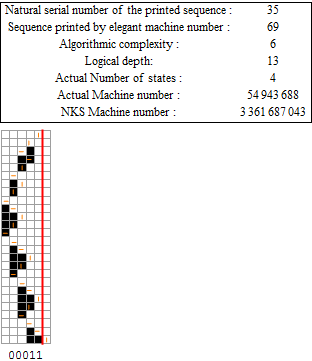 Natural serial number of the printed sequence : 35
Sequence printed by elegant machine number : 69
Algorithmic complexity : 6
Logical depth: 13
Actual Number of states : 4
Actual Machine number : 54 943 688
NKS Machine number : 3 361 687 043
00011